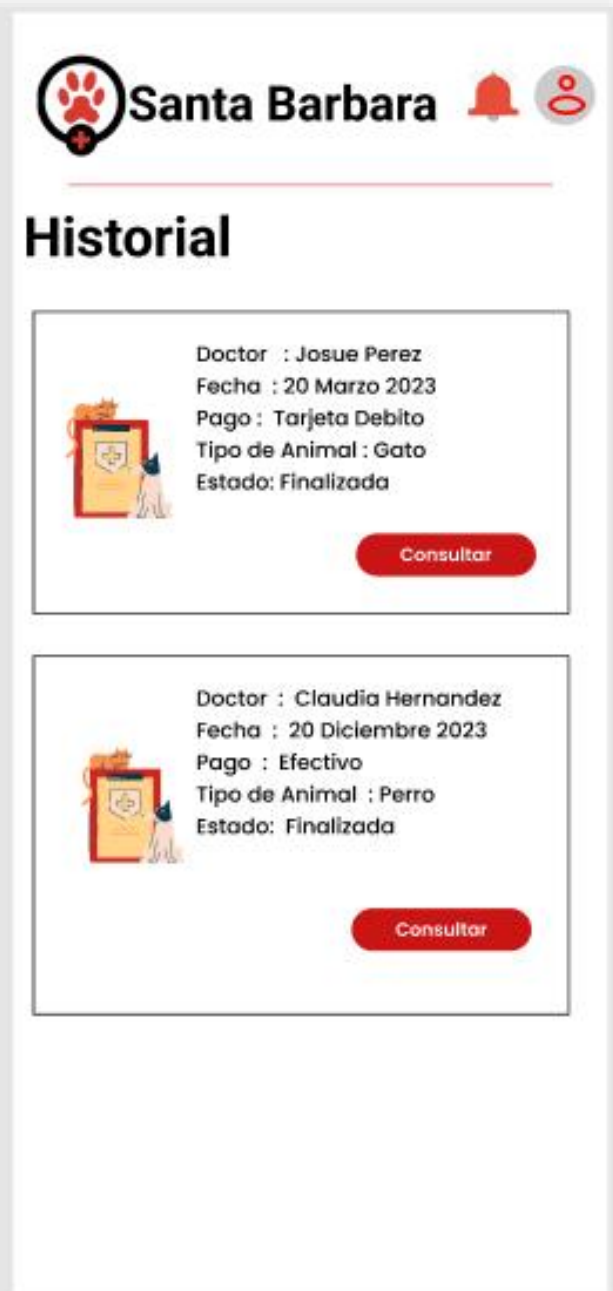 Santa Barbara
Historial
Doctor : Josue Perez
Fecha : 20 Marzo 2023
Pago : Tarjeta Debito
Tipo de Animal : Gato
Estado: Finalizada
Consultar
Doctor : Claudia Hernandez
Fecha : 20 Diciembre 2023
Pago : Efectivo
Tipo de Animal : Perro
Estado: Finalizada
Consultar